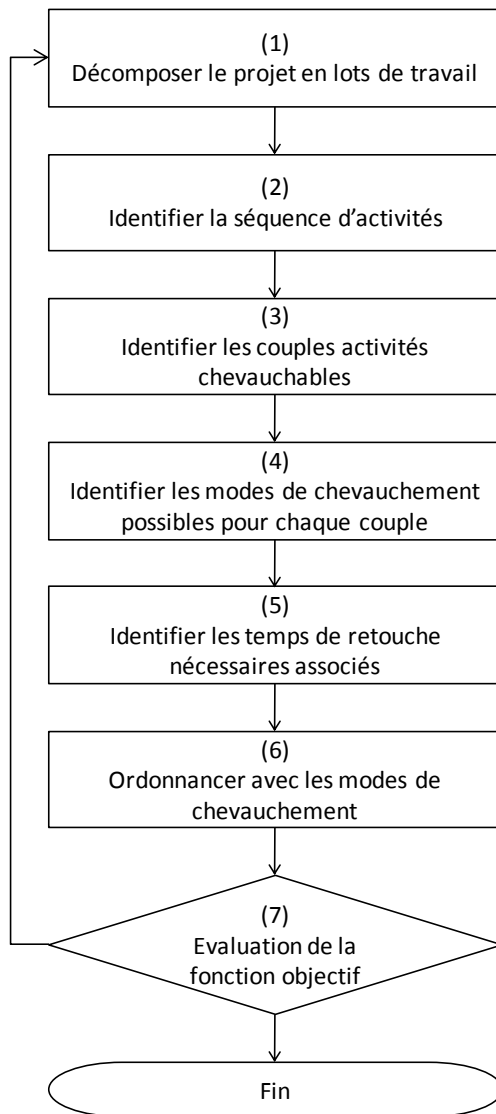 (1)
Décomposer le projet en lots de travail
(2)
Identifier la séquence d’activités
(3)
Identifier les couples activités
chevauchables
(4)
Identifier les modes de chevauchement
possibles pour chaque couple
(5)
Identifier les temps de retouche
nécessaires associés
(6)
Ordonnancer avec les modes de
chevauchement
(7)
Evaluation de la
fonction objectif
Fin